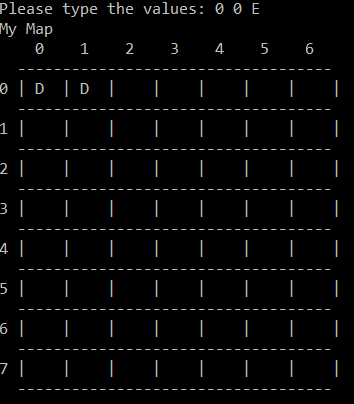 Please type the values: 0 0 E
My Map
    0   1    2    3    4    5    6
  -----------------------------------
0 | D  | D  |    |    |    |    |    |
  -----------------------------------
1 |    |    |    |    |    |    |    |
  -----------------------------------
2 |    |    |    |    |    |    |    |
  -----------------------------------
3 |    |    |    |    |    |    |    |
  -----------------------------------
4 |    |    |    |    |    |    |    |
  -----------------------------------
5 |    |    |    |    |    |    |    |
  -----------------------------------
6 |    |    |    |    |    |    |    |
  -----------------------------------
7 |    |    |    |    |    |    |    |
  -----------------------------------